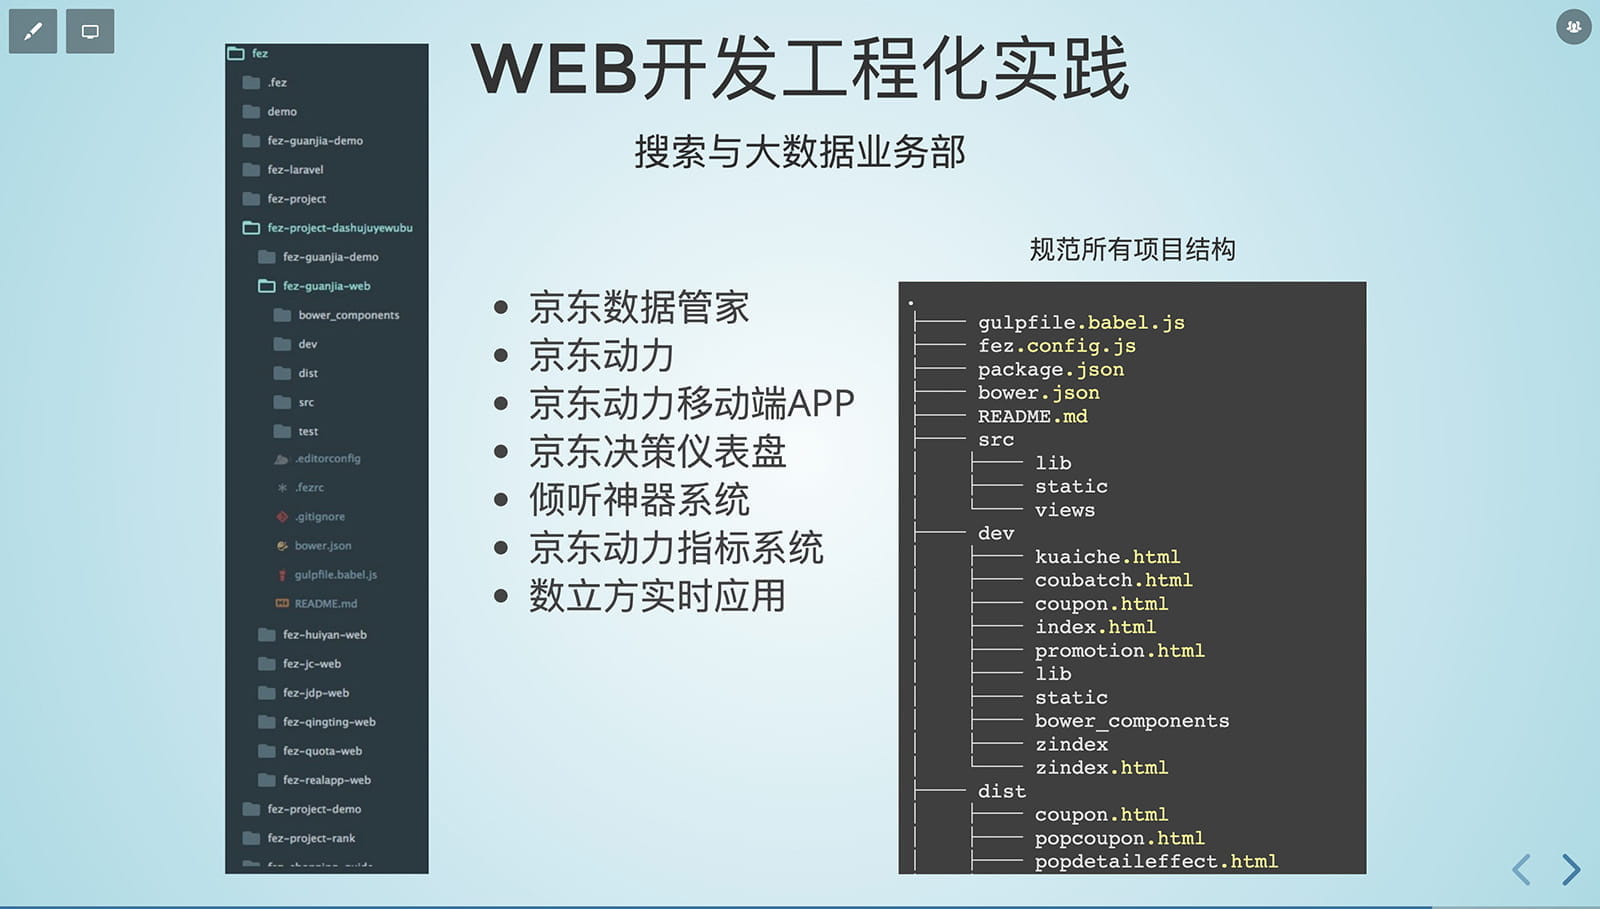 WEB开发工程化实践
搜索与大数据业务部
fez
.fez
demo
fez-guanjia-demo
fez-laravel
fez-project
fez-project-dashujuyewubu
fez-guanjia-demo
fez-guanjia-web
bower_components
dev
dist
src
test
.editorconfig
.fezrc
.gitignore
bower.json
gulpfile.babel.js
README.md
fez-huiyan-web
fez-jc-web
fez-jdp-web
fez-qingting-web
fez-quota-web
fez-realapp-web
fez-project-demo
fez-project-rank
京东数据管家
京东动力
京东动力移动端APP
京东决策仪表盘
倾听神器系统
京东动力指标系统
数立方实时应用
规范所有项目结构
.
gulpfile.babel.js
fez.config.js
package.json
bower.json
README.md
src
lib
static
views
dev
kuaiche.html
coubatch.html
coupon.html
index.html
promotion.html
lib
static
bower_components
zindex
zindex.html
dist
coupon.html
popcoupon.html
popdetaileffect.html